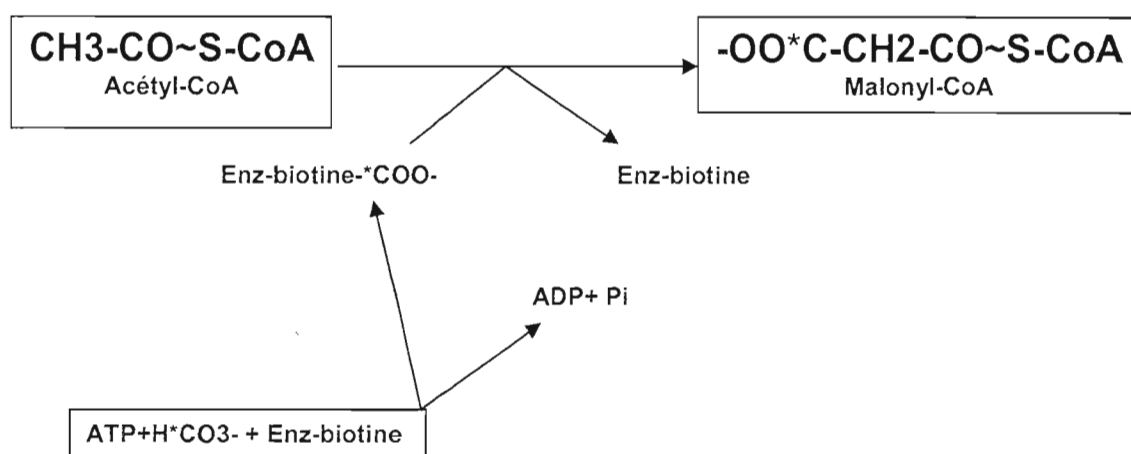 CH3-CO~S-CoA
Acétyl-CoA
-OO*C-CH2-CO~S-CoA
Malonyl-CoA
Enz-biotine-*COO-
Enz-biotine
ADP+ Pi
ATP+H*CO3- + Enz-biotine